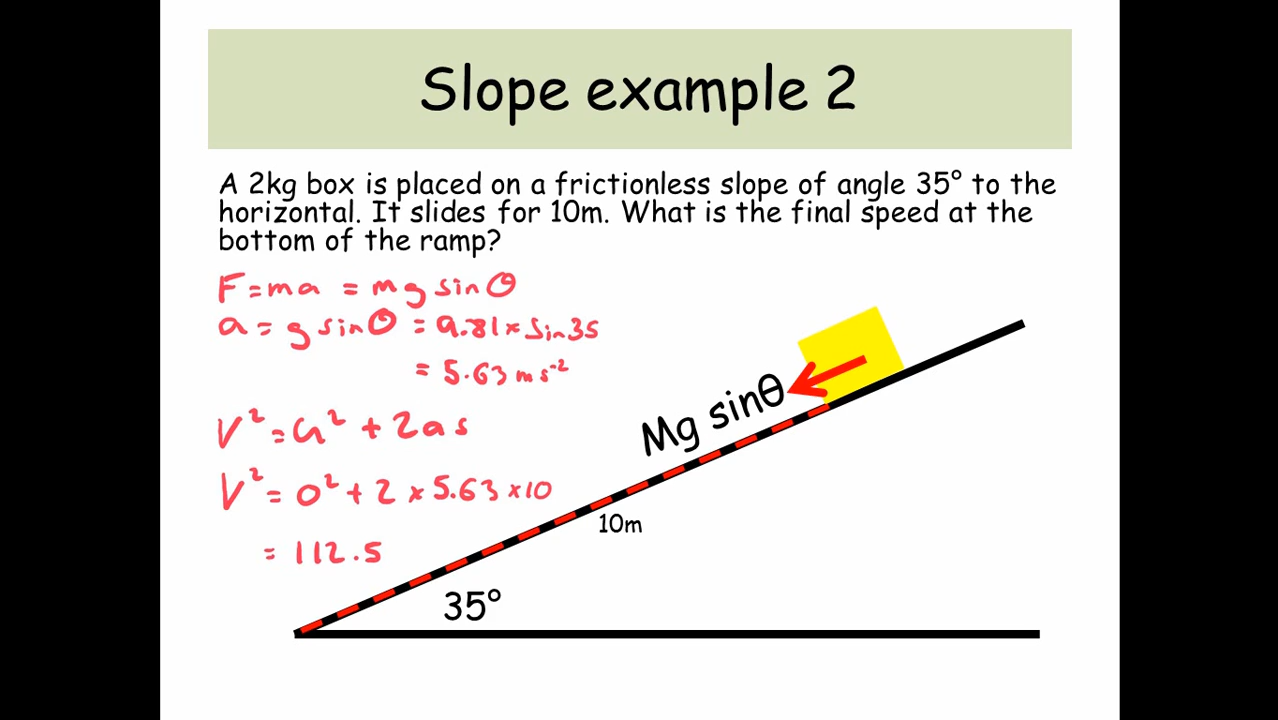 Slope example 2
A 2kg box is placed on a frictionless slope of angle 35° to the
horizontal. It slides for 10m. What is the final speed at the
bottom of the ramp?
F = ma = mg sinθ
a = g sinθ = 9.81 × sin35
= 5.63 ms⁻²
V² = u² + 2as
V² = 0² + 2 × 5.63 × 10
= 112.5
Mg sinθ
10m
35°